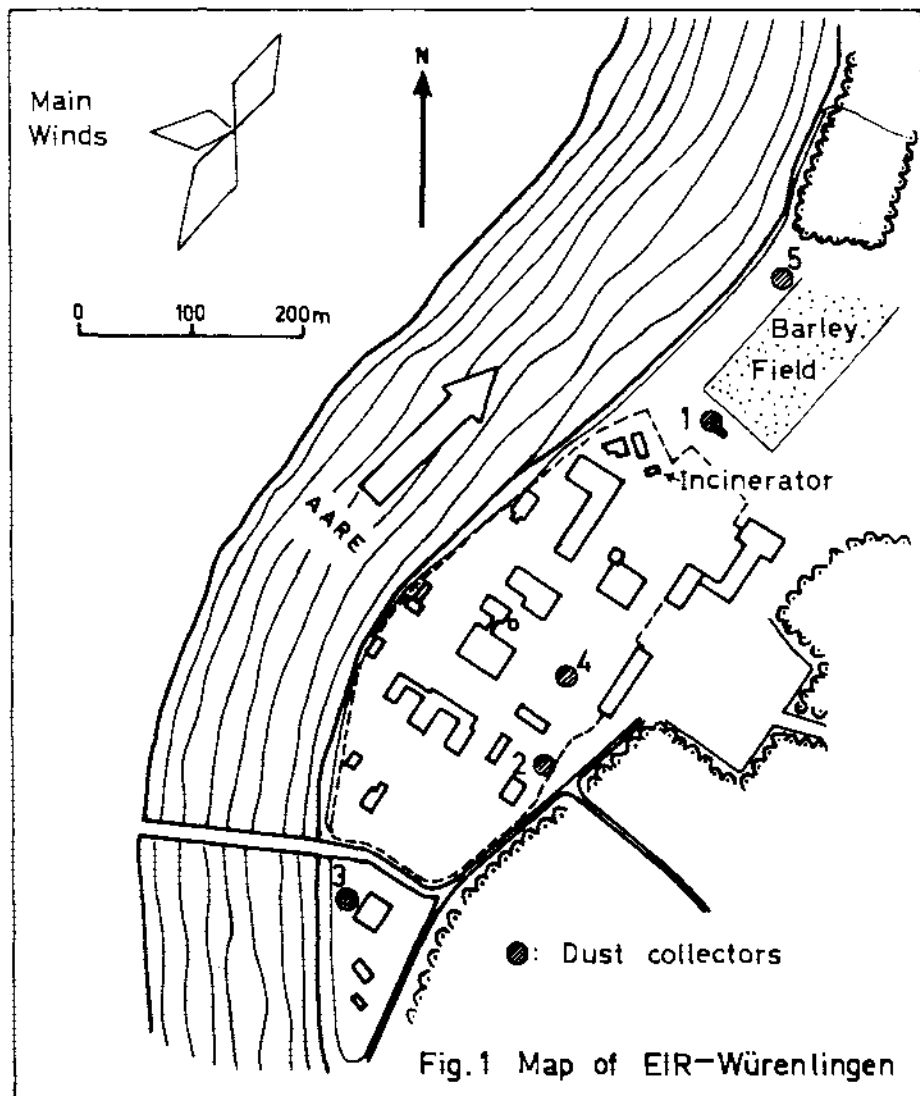 N
Main
Winds
0 100 200m
5
Barley
Field
1
Incinerator
AARE
4
2
3
: Dust collectors
Fig.1 Map of EIR-Würenlingen